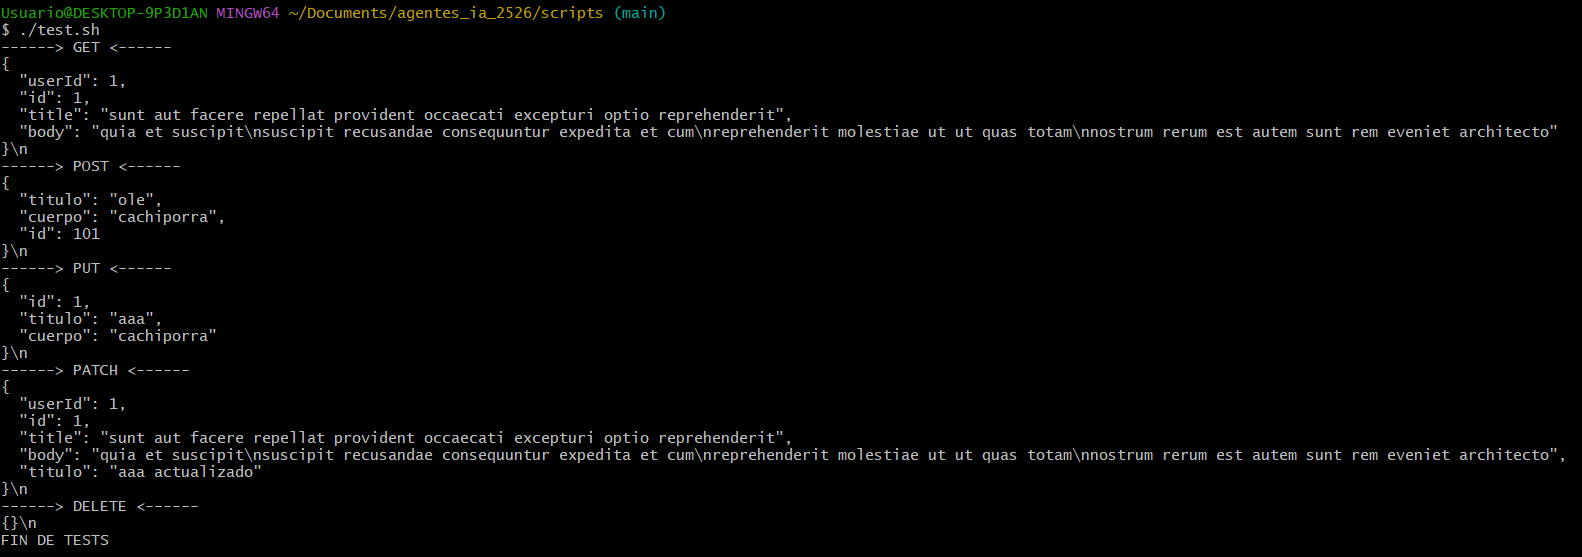 Usuario@DESKTOP-9P3D1AN MINGW64 ~/Documents/agentes_ia_2526/scripts (main)
$ ./test.sh
------> GET <------
{
  "userId": 1,
  "id": 1,
  "title": "sunt aut facere repellat provident occaecati excepturi optio reprehenderit",
  "body": "quia et suscipit\nsuscipit recusandae consequuntur expedita et cum\nreprehenderit molestiae ut ut quas totam\nnostrum rerum est autem sunt rem eveniet architecto"
}\n
------> POST <------
{
  "titulo": "ole",
  "cuerpo": "cachiporra",
  "id": 101
}\n
------> PUT <------
{
  "id": 1,
  "titulo": "aaa",
  "cuerpo": "cachiporra"
}\n
------> PATCH <------
{
  "userId": 1,
  "id": 1,
  "title": "sunt aut facere repellat provident occaecati excepturi optio reprehenderit",
  "body": "quia et suscipit\nsuscipit recusandae consequuntur expedita et cum\nreprehenderit molestiae ut ut quas totam\nnostrum rerum est autem sunt rem eveniet architecto",
  "titulo": "aaa actualizado"
}\n
------> DELETE <------
{}\n
FIN DE TESTS